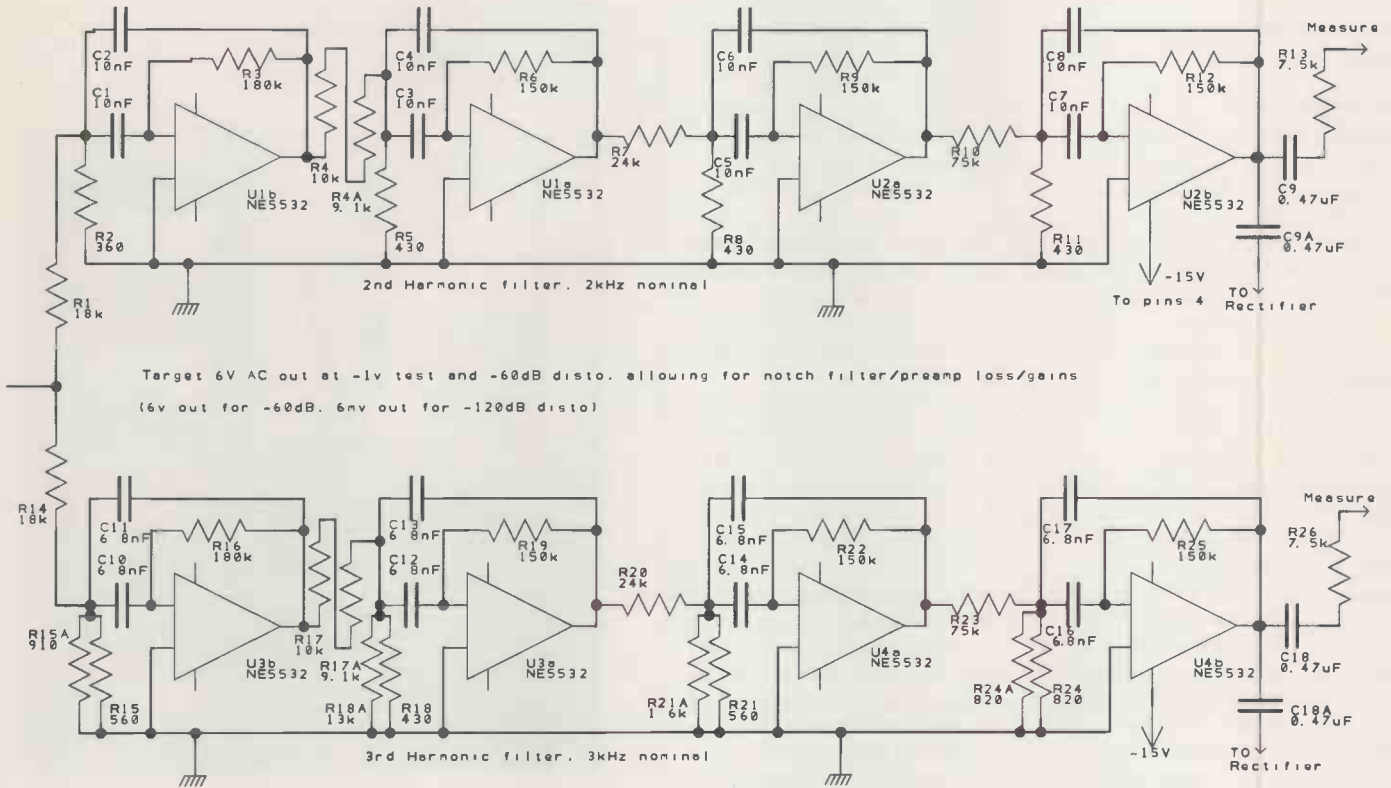 C2
10nF
R3
180k
C1
10nF
U1b
NE5532
R2
360
R1
18k
R4
10k
R4A
9.1k
C4
10nF
R6
150k
C3
10nF
U1a
NE5532
R5
430
R7
24k
C6
10nF
R9
150k
C5
10nF
U2a
NE5532
R8
430
R10
75k
C8
10nF
R12
150k
C7
10nF
U2b
NE5532
R11
430
Measure
R13
7.5k
C9
0.47uF
C9A
0.47uF
-15V
To pins 4
TO
Rectifier
2nd Harmonic filter. 2kHz nominal
Target 6V AC out at -1v test and -60dB disto. allowing for notch filter/preamp loss/gains
(6v out for -60dB. 6mv out for -120dB disto)
R14
18k
C11
6.8nF
R16
180k
C10
6.8nF
U3b
NE5532
R15A
910
R15
560
R17
10k
R17A
9.1k
C13
6.8nF
R19
150k
C12
6.8nF
U3a
NE5532
R18A
13k
R18
430
R20
24k
C15
6.8nF
R22
150k
C14
6.8nF
U4a
NE5532
R21A
1.6k
R21
560
R23
75k
C17
6.8nF
R25
150k
C16
6.8nF
U4b
NE5532
R24A
820
R24
820
Measure
R26
7.5k
C18
0.47uF
C18A
0.47uF
-15V
TO
Rectifier
3rd Harmonic filter. 3kHz nominal